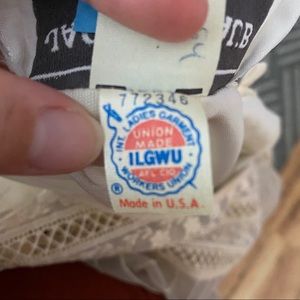 772346
INT. LADIES GARMENT
UNION
MADE
ILGWU
AFL CIO
WORKERS UNION
®
Made in U.S.A.